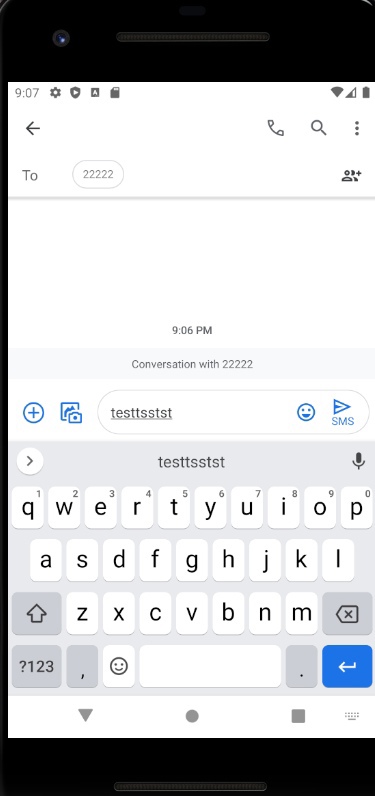 9:07
To 22222
9:06 PM
Conversation with 22222
testtsstst
SMS
testtsstst
q1 w2 e3 r4 t5 y6 u7 i8 o9 p0
a s d f g h j k l
z x c v b n m
?123 , .